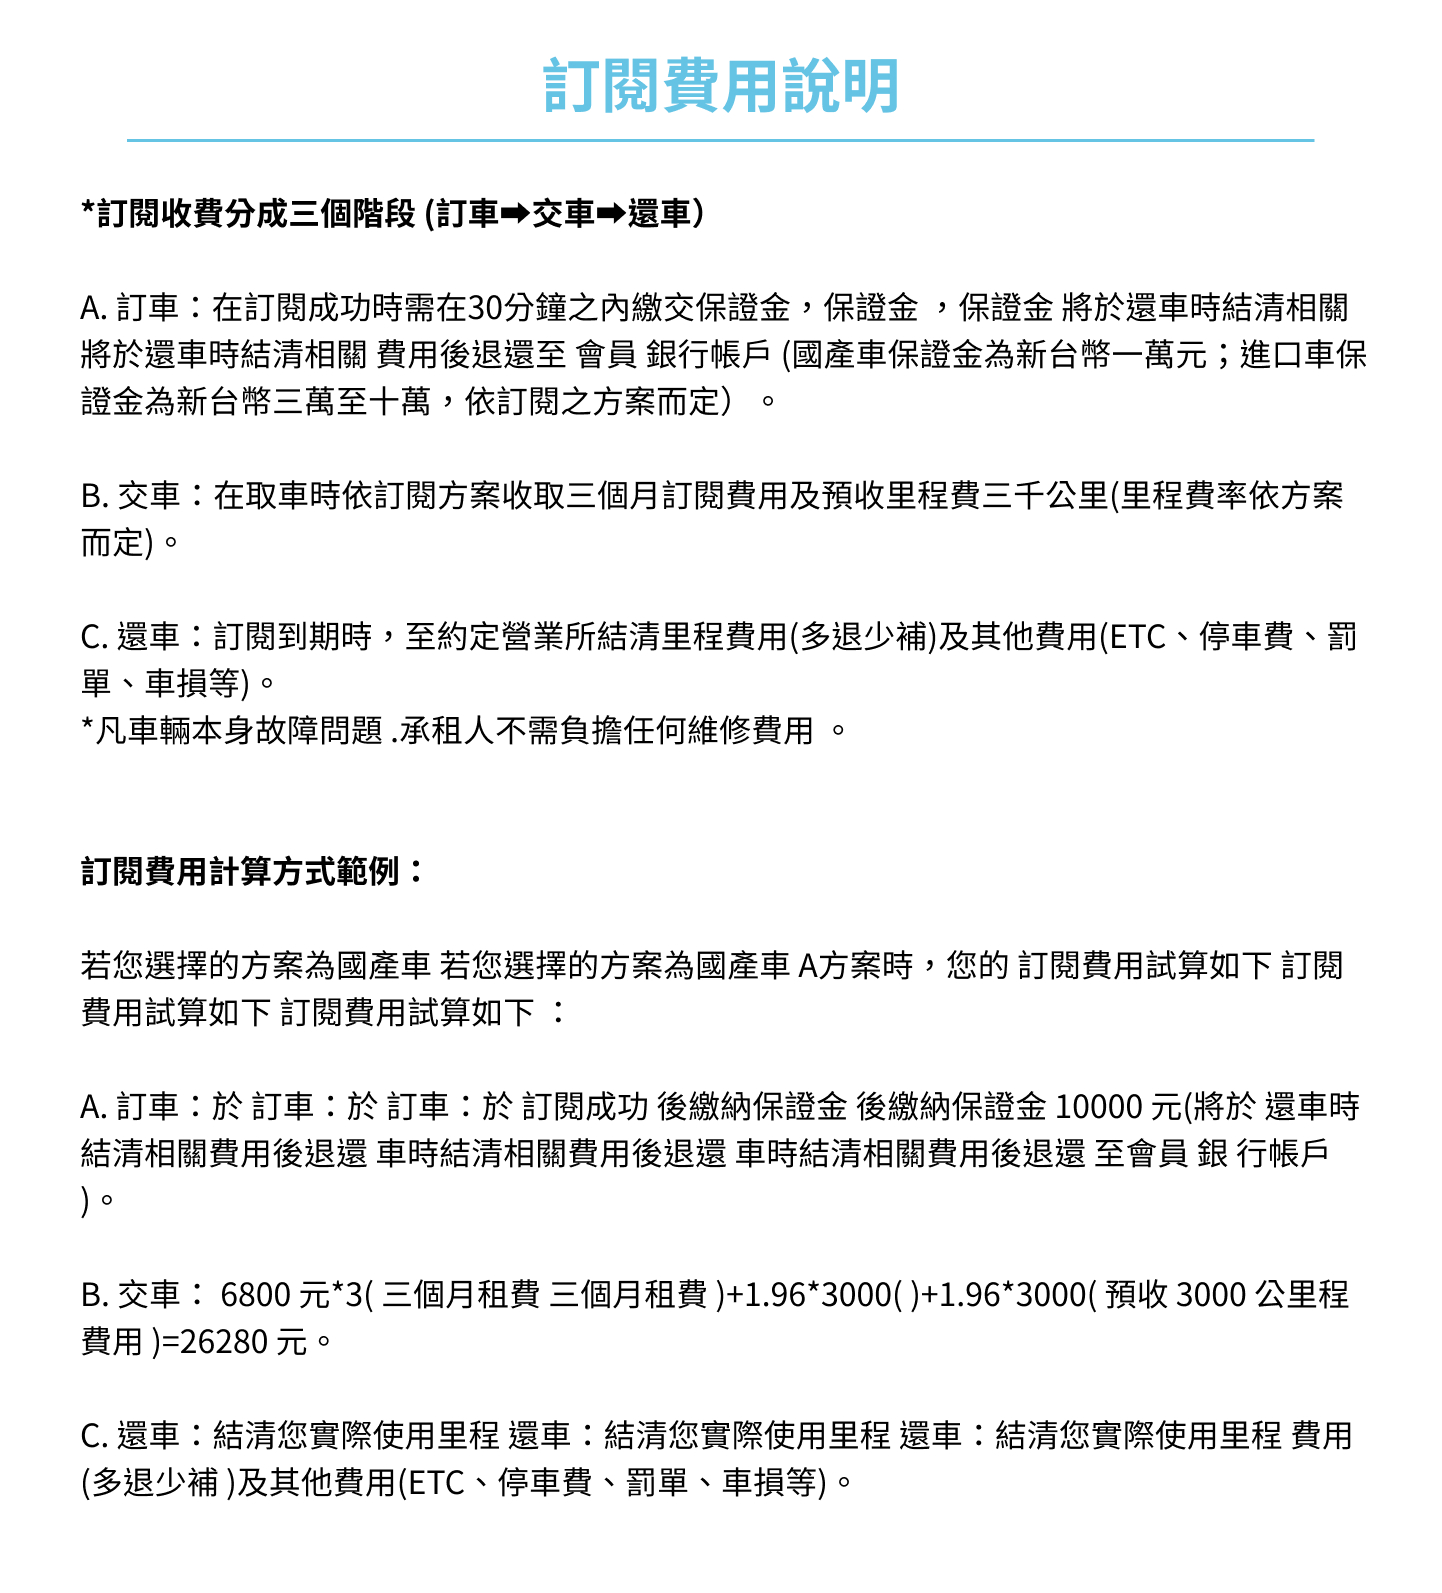 訂閱費用說明
*訂閱收費分成三個階段 (訂車➡交車➡還車）
A. 訂車：在訂閱成功時需在30分鐘之內繳交保證金，保證金 ，保證金 將於還車時結清相關
將於還車時結清相關 費用後退還至 會員 銀行帳戶 (國產車保證金為新台幣一萬元；進口車保
證金為新台幣三萬至十萬，依訂閱之方案而定）。
B. 交車：在取車時依訂閱方案收取三個月訂閱費用及預收里程費三千公里(里程費率依方案
而定)。
C. 還車：訂閱到期時，至約定營業所結清里程費用(多退少補)及其他費用(ETC、停車費、罰
單、車損等)。
*凡車輛本身故障問題 .承租人不需負擔任何維修費用 。
訂閱費用計算方式範例：
若您選擇的方案為國產車 若您選擇的方案為國產車 A方案時，您的 訂閱費用試算如下 訂閱
費用試算如下 訂閱費用試算如下 ：
A. 訂車：於 訂車：於 訂車：於 訂閱成功 後繳納保證金 後繳納保證金 10000 元(將於 還車時
結清相關費用後退還 車時結清相關費用後退還 車時結清相關費用後退還 至會員 銀 行帳戶
)。
B. 交車： 6800 元*3( 三個月租費 三個月租費 )+1.96*3000( )+1.96*3000( 預收 3000 公里程
費用 )=26280 元。
C. 還車：結清您實際使用里程 還車：結清您實際使用里程 還車：結清您實際使用里程 費用
(多退少補 )及其他費用(ETC、停車費、罰單、車損等)。